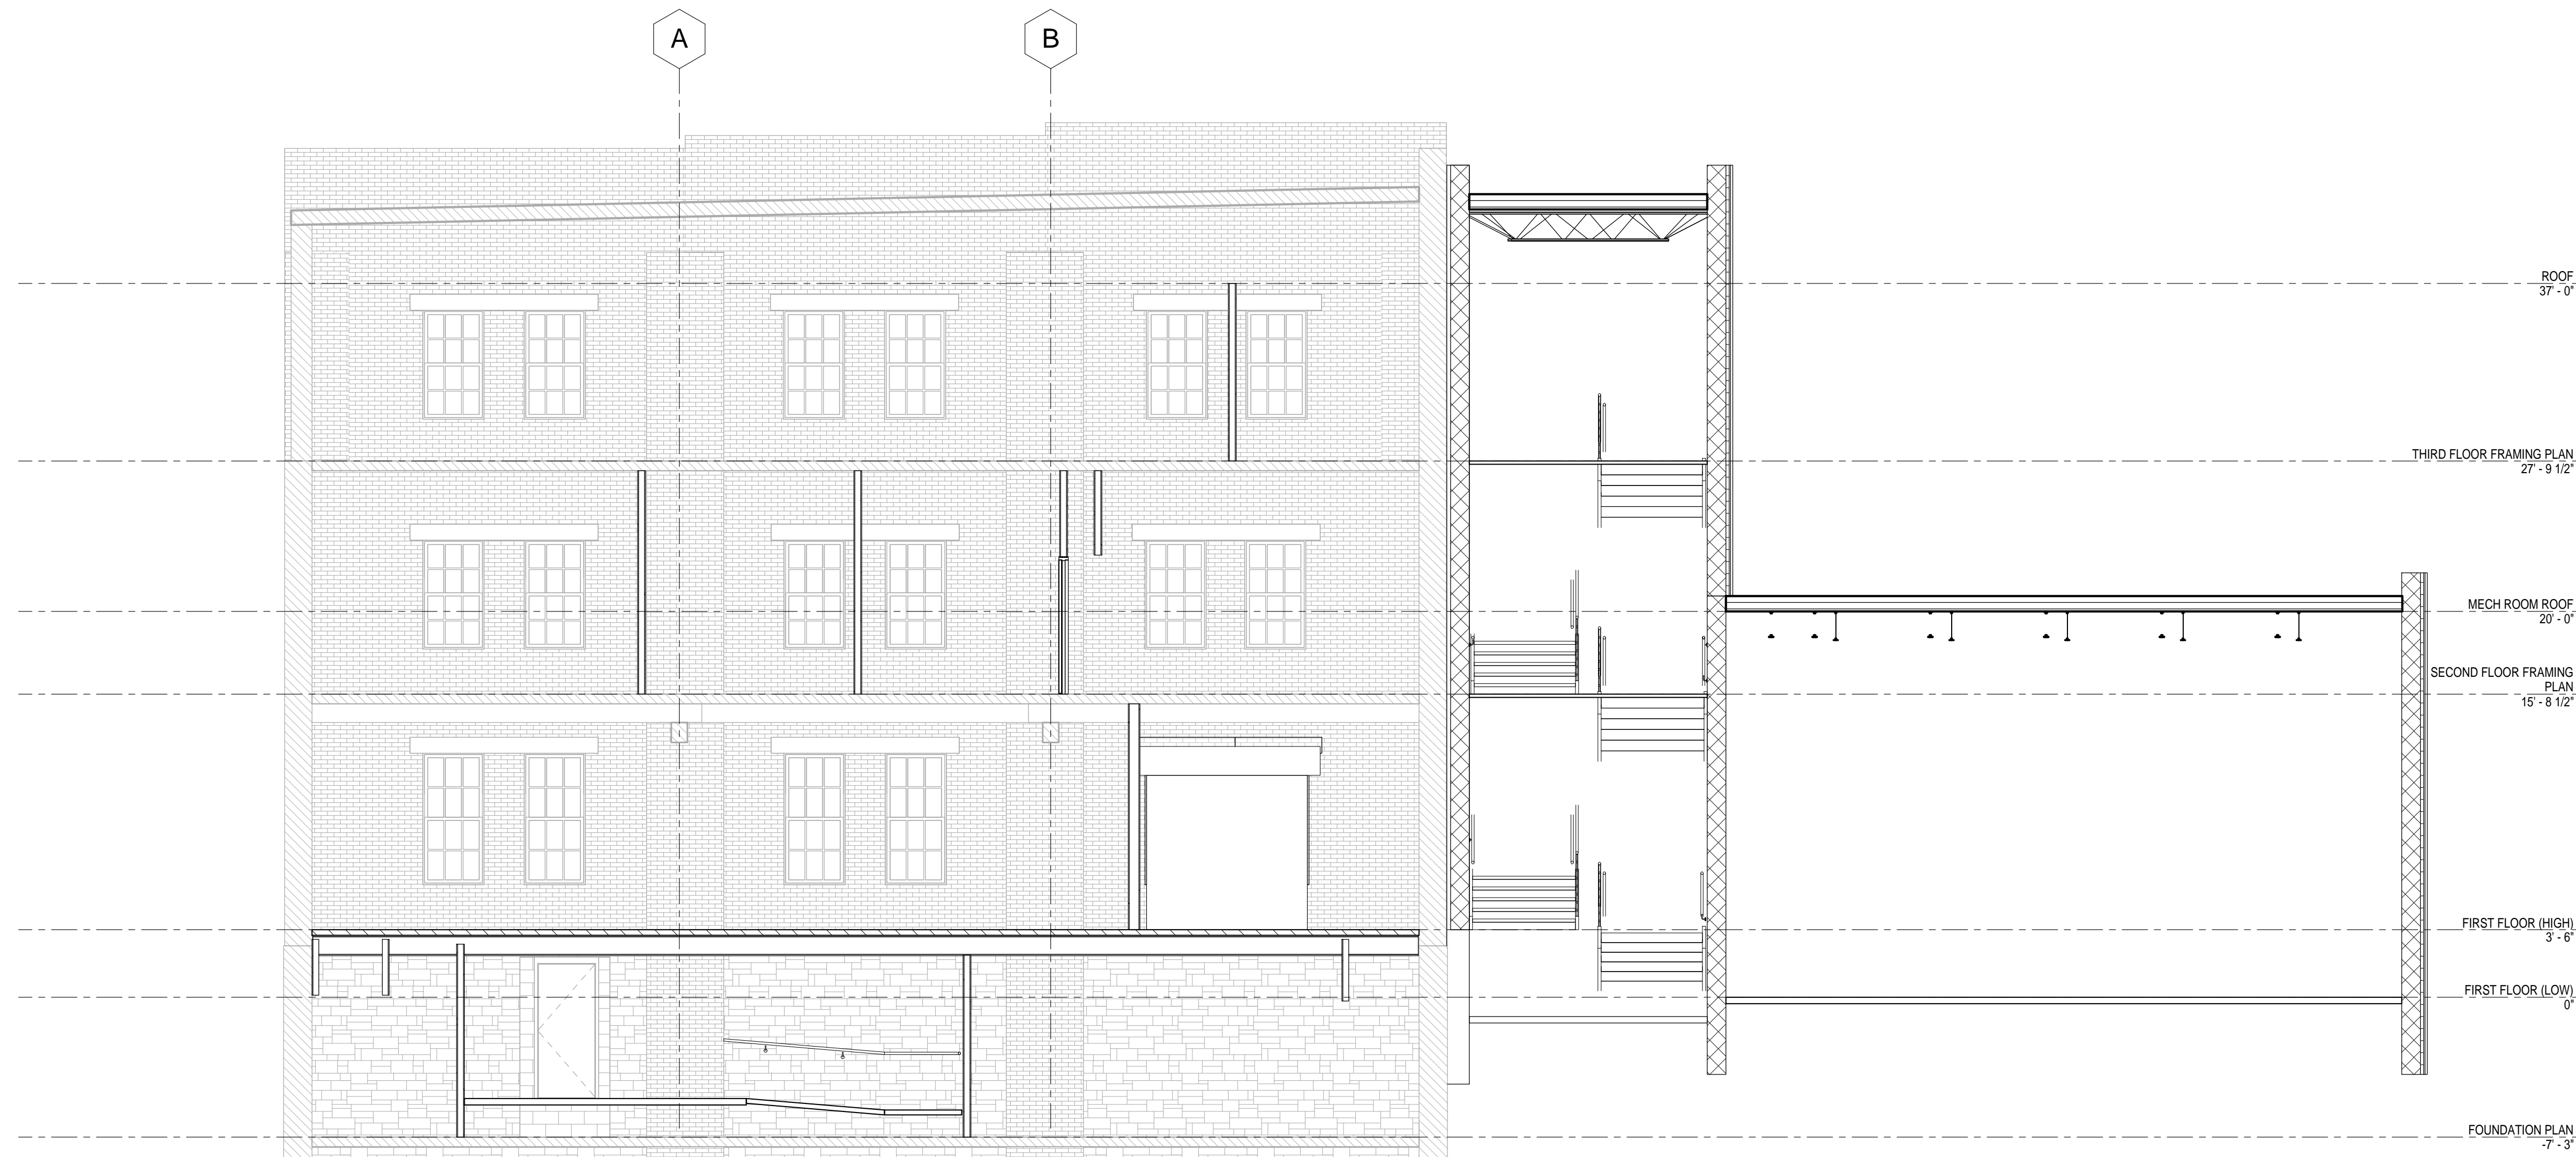 A
B
ROOF
37' - 0"
THIRD FLOOR FRAMING PLAN
27' - 9 1/2"
MECH ROOM ROOF
20' - 0"
SECOND FLOOR FRAMING
PLAN
15' - 8 1/2"
FIRST FLOOR (HIGH)
3' - 6"
FIRST FLOOR (LOW)
0"
FOUNDATION PLAN
-7' - 3"